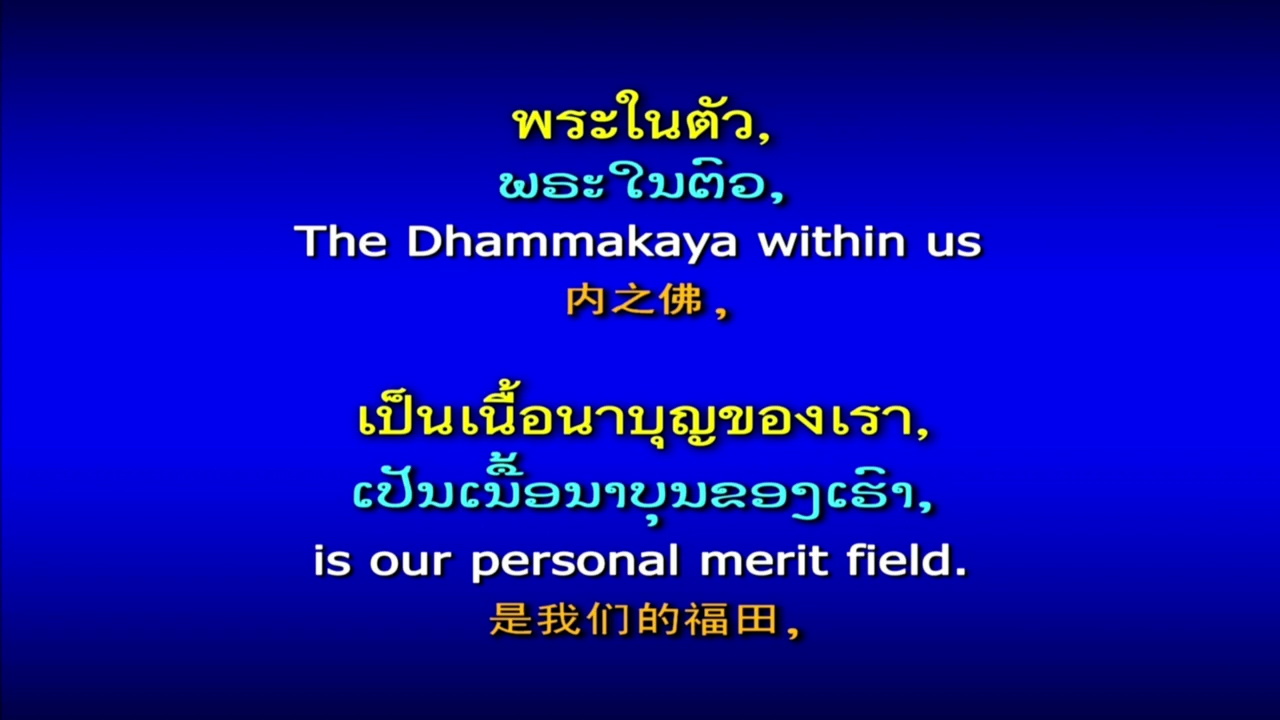 พระในตัว,
ພຣະໃນຕົວ,
The Dhammakaya within us
内之佛，
เป็นเนื้อนาบุญของเรา,
ເປັນເນື້ອນາບຸນຂອງເຮົາ,
is our personal merit field.
是我们的福田，